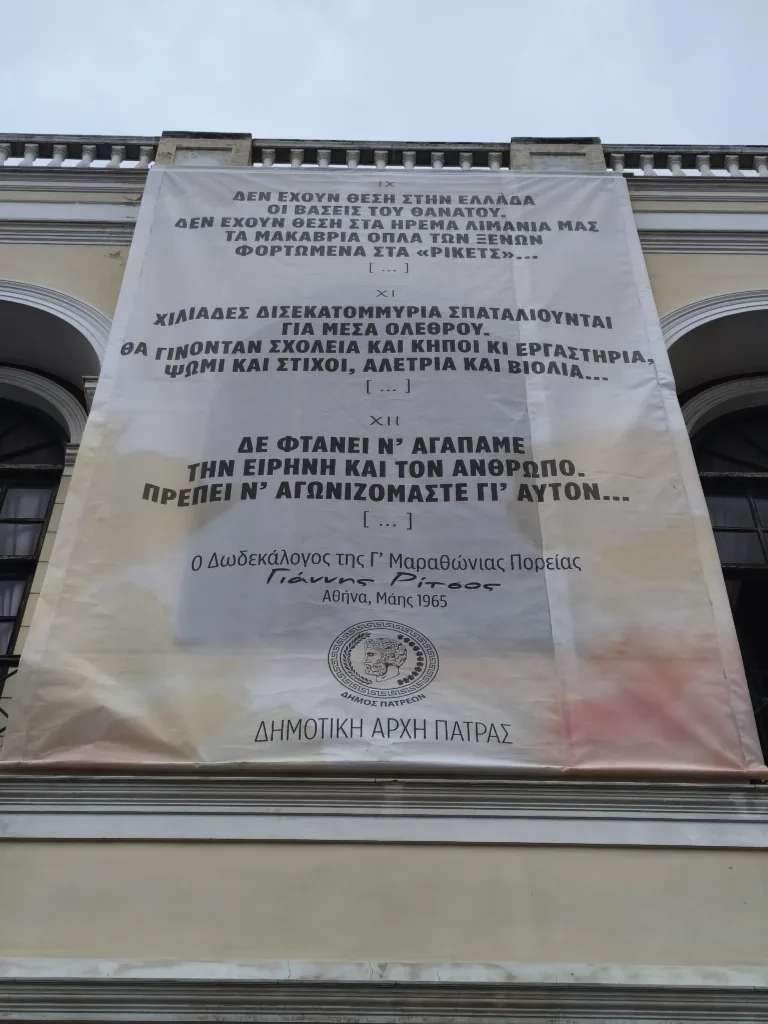 IX
ΔΕΝ ΕΧΟΥΝ ΘΕΣΗ ΣΤΗΝ ΕΛΛΑΔΑ
ΟΙ ΒΑΣΕΙΣ ΤΟΥ ΘΑΝΑΤΟΥ.
ΔΕΝ ΕΧΟΥΝ ΘΕΣΗ ΣΤΑ ΗΡΕΜΑ ΛΙΜΑΝΙΑ ΜΑΣ
ΤΑ ΜΑΚΑΒΡΙΑ ΟΠΛΑ ΤΩΝ ΞΕΝΩΝ
ΦΟΡΤΩΜΕΝΑ ΣΤΑ «ΡΙΚΕΤΣ»...
[ ... ]
XI
ΧΙΛΙΑΔΕΣ ΔΙΣΕΚΑΤΟΜΜΥΡΙΑ ΣΠΑΤΑΛΙΟΥΝΤΑΙ
ΓΙΑ ΜΕΣΑ ΟΛΕΘΡΟΥ.
ΘΑ ΓΙΝΟΝΤΑΝ ΣΧΟΛΕΙΑ ΚΑΙ ΚΗΠΟΙ ΚΙ ΕΡΓΑΣΤΗΡΙΑ,
ΨΩΜΙ ΚΑΙ ΣΤΙΧΟΙ, ΑΛΕΤΡΙΑ ΚΑΙ ΒΙΟΛΙΑ...
[ ... ]
XII
ΔΕ ΦΤΑΝΕΙ Ν' ΑΓΑΠΑΜΕ
ΤΗΝ ΕΙΡΗΝΗ ΚΑΙ ΤΟΝ ΑΝΘΡΩΠΟ.
ΠΡΕΠΕΙ Ν' ΑΓΩΝΙΖΟΜΑΣΤΕ ΓΙ' ΑΥΤΟΝ...
[ ... ]
Ο Δωδεκάλογος της Γ' Μαραθώνιας Πορείας
Γιάννης Ρίτσος
Αθήνα, Μάης 1965
ΔΗΜΟΣ ΠΑΤΡΕΩΝ
ΔΗΜΟΤΙΚΗ ΑΡΧΗ ΠΑΤΡΑΣ